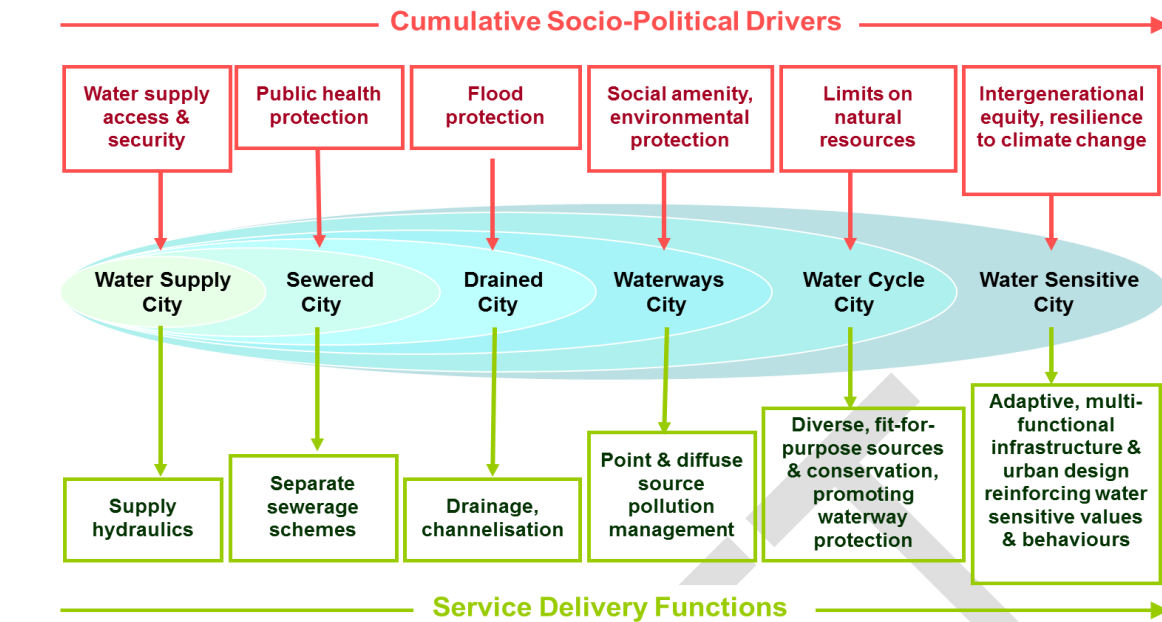 Cumulative Socio-Political Drivers
Water supply
access &
security
Public health
protection
Flood
protection
Social amenity,
environmental
protection
Limits on
natural
resources
Intergenerational
equity, resilience
to climate change
Water Supply
City
Sewered
City
Drained
City
Waterways
City
Water Cycle
City
Water Sensitive
City
Supply
hydraulics
Separate
sewerage
schemes
Drainage,
channelisation
Point & diffuse
source
pollution
management
Diverse, fit-for-
purpose sources
& conservation,
promoting
waterway
protection
Adaptive, multi-
functional
infrastructure &
urban design
reinforcing water
sensitive values
& behaviours
Service Delivery Functions